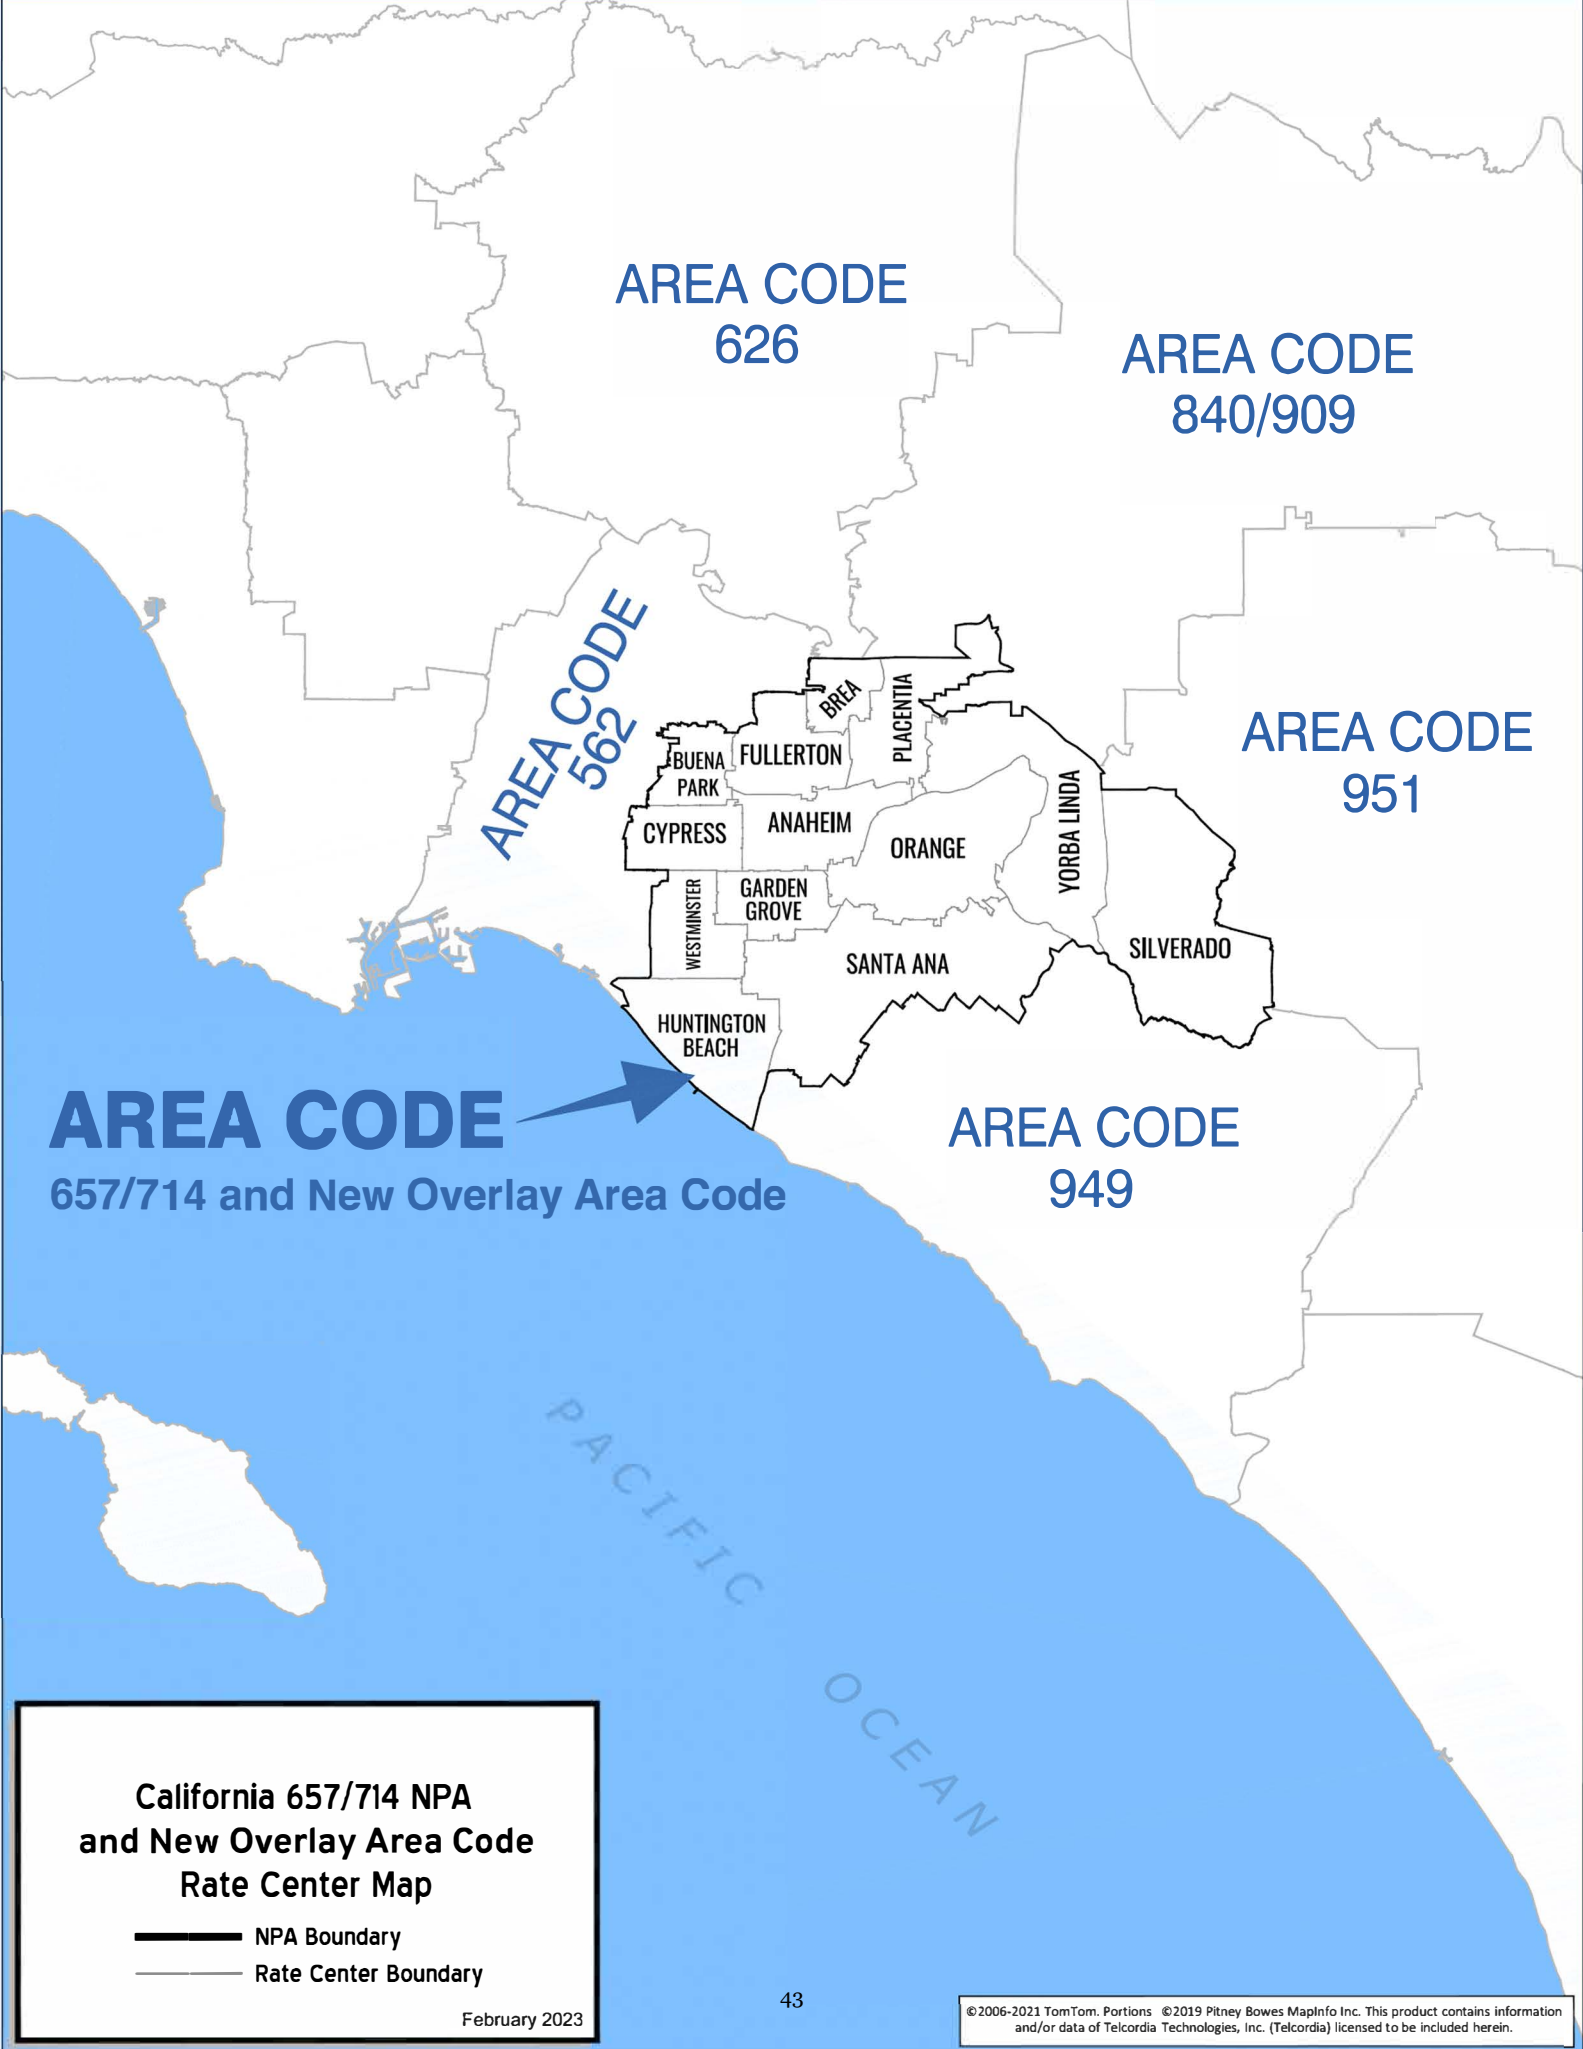 AREA CODE
626
AREA CODE
840/909
AREA CODE
562
AREA CODE
951
BREA
PLACENTIA
BUENA
PARK
FULLERTON
YORBA LINDA
CYPRESS
ANAHEIM
ORANGE
WESTMINSTER
GARDEN
GROVE
SANTA ANA
SILVERADO
HUNTINGTON
BEACH
AREA CODE
657/714 and New Overlay Area Code
AREA CODE
949
PACIFIC
OCEAN
California 657/714 NPA
and New Overlay Area Code
Rate Center Map
NPA Boundary
Rate Center Boundary
February 2023
43
©2006-2021 TomTom. Portions ©2019 Pitney Bowes MapInfo Inc. This product contains information
and/or data of Telcordia Technologies, Inc. (Telcordia) licensed to be included herein.